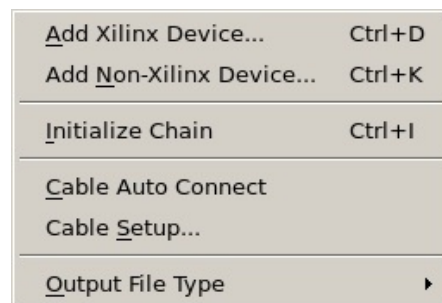 Add Xilinx Device... Ctrl+D
Add Non-Xilinx Device... Ctrl+K
Initialize Chain Ctrl+I
Cable Auto Connect
Cable Setup...
Output File Type